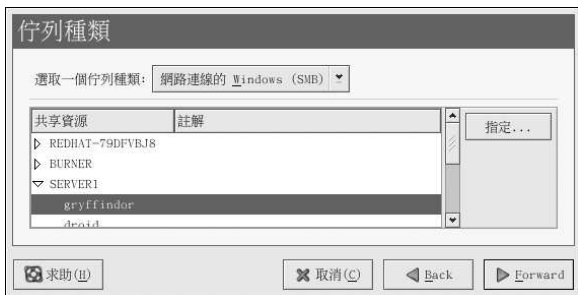 佇列種類
選取一個佇列種類: 網路連線的 Windows (SMB)
共享資源 註解 指定...
REDHAT-79DFVBJ8
BURNER
SERVER1
gryffindor
droid
求助(H) 取消(C) Back Forward